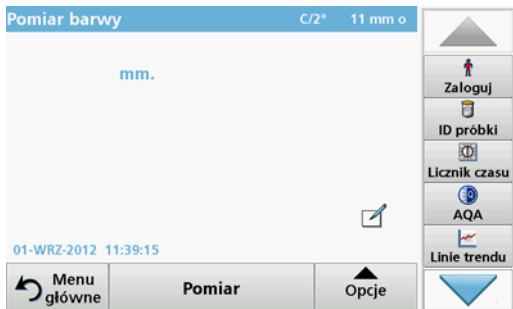 Pomiar barwy C/2° 11 mm o
mm.
01-WRZ-2012 11:39:15
Menu
główne
Pomiar
Opcje
Zaloguj
ID próbki
Licznik czasu
AQA
Linie trendu